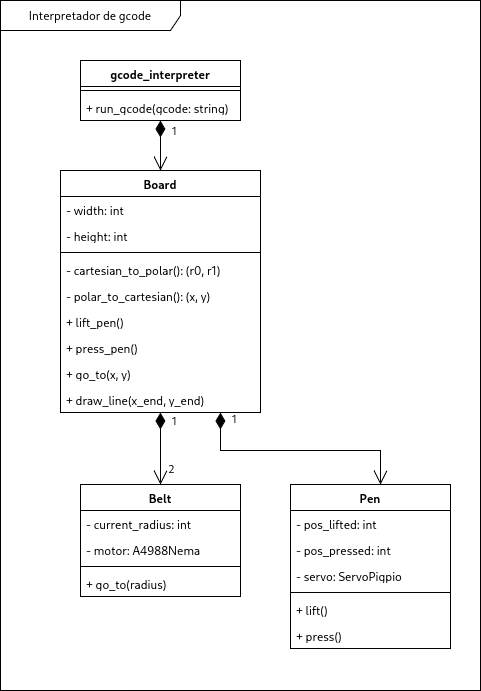 Interpretador de gcode
gcode_interpreter
+ run_gcode(gcode: string)
1
Board
- width: int
- height: int
- cartesian_to_polar(): (r0, r1)
- polar_to_cartesian(): (x, y)
+ lift_pen()
+ press_pen()
+ go_to(x, y)
+ draw_line(x_end, y_end)
1
1
2
Belt
- current_radius: int
- motor: A4988Nema
+ go_to(radius)
Pen
- pos_lifted: int
- pos_pressed: int
- servo: ServoPigpio
+ lift()
+ press()